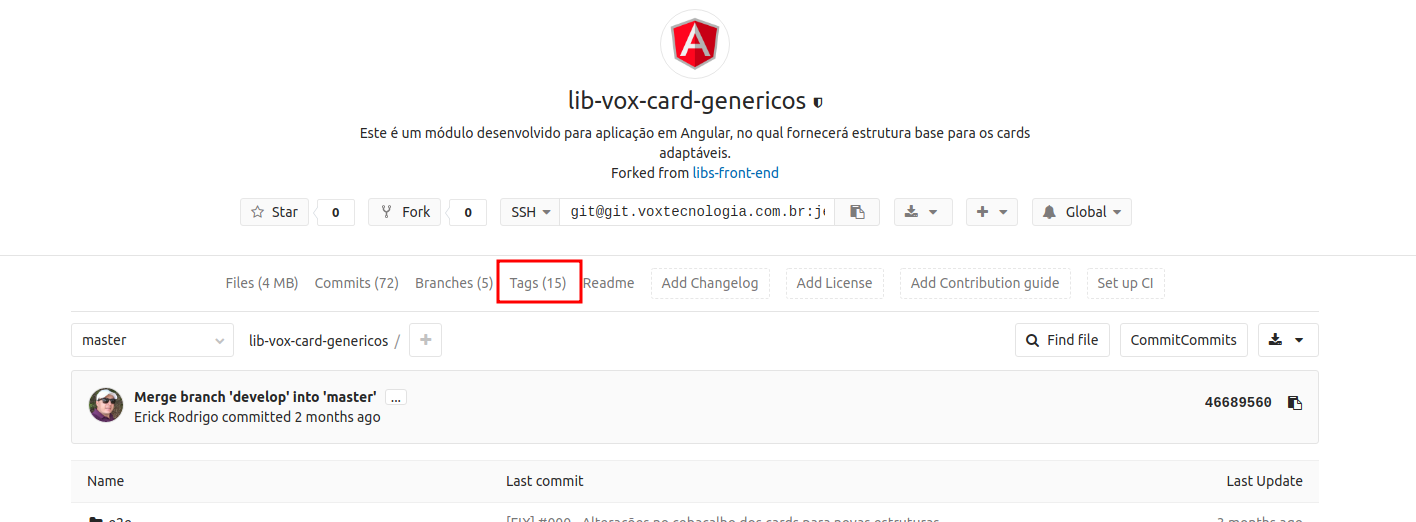 lib-vox-card-genericos
Este é um módulo desenvolvido para aplicação em Angular, no qual fornecerá estrutura base para os cards
adaptáveis.
Forked from libs-front-end
Star 0 Fork 0 SSH git@git.voxtecnologia.com.br:j Global
Files (4 MB) Commits (72) Branches (5) Tags (15) Readme Add Changelog Add License Add Contribution guide Set up CI
master lib-vox-card-genericos / + Find file CommitCommits
Merge branch 'develop' into 'master' ...
Erick Rodrigo committed 2 months ago
46689560
Name Last commit Last Update